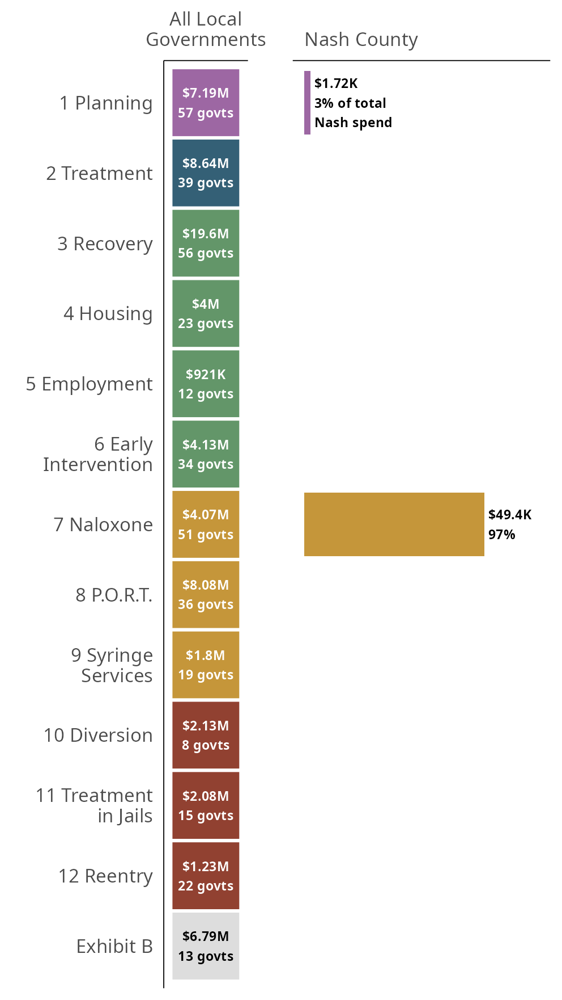 All Local
Governments
Nash County
1 Planning
$7.19M
57 govts
$1.72K
3% of total
Nash spend
2 Treatment
$8.64M
39 govts
3 Recovery
$19.6M
56 govts
4 Housing
$4M
23 govts
5 Employment
$921K
12 govts
6 Early
Intervention
$4.13M
34 govts
7 Naloxone
$4.07M
51 govts
$49.4K
97%
8 P.O.R.T.
$8.08M
36 govts
9 Syringe
Services
$1.8M
19 govts
10 Diversion
$2.13M
8 govts
11 Treatment
in Jails
$2.08M
15 govts
12 Reentry
$1.23M
22 govts
Exhibit B
$6.79M
13 govts